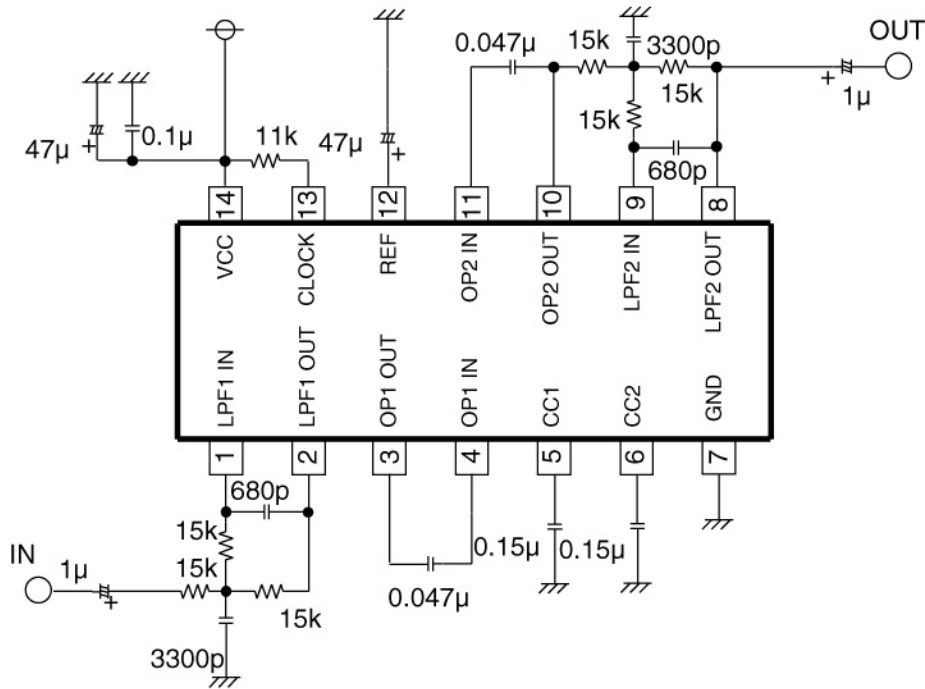 OUT
0.047µ
15k
3300p
15k
+
1µ
47µ
+
0.1µ
11k
47µ
+
15k
680p
14
13
12
11
10
9
8
VCC
CLOCK
REF
OP2 IN
OP2 OUT
LPF2 IN
LPF2 OUT
LPF1 IN
LPF1 OUT
OP1 OUT
OP1 IN
CC1
CC2
GND
1
2
3
4
5
6
7
680p
15k
IN
1µ
+
15k
15k
3300p
0.047µ
0.15µ
0.15µ